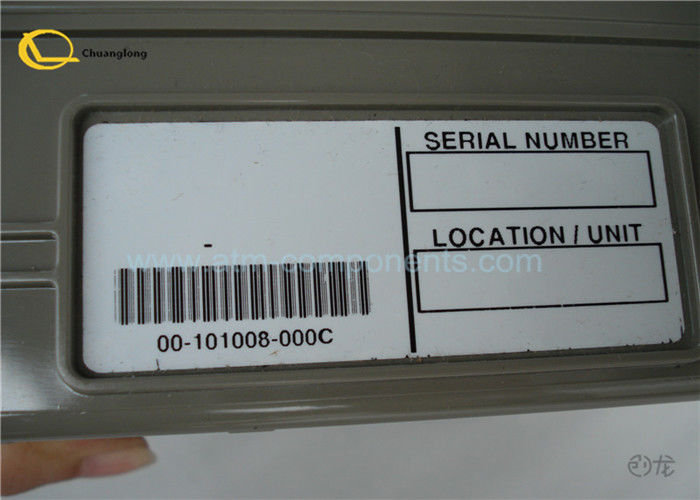 Chuanglong
SERIAL NUMBER
LOCATION / UNIT
-
www.atm-components.com
00-101008-000C
创龙